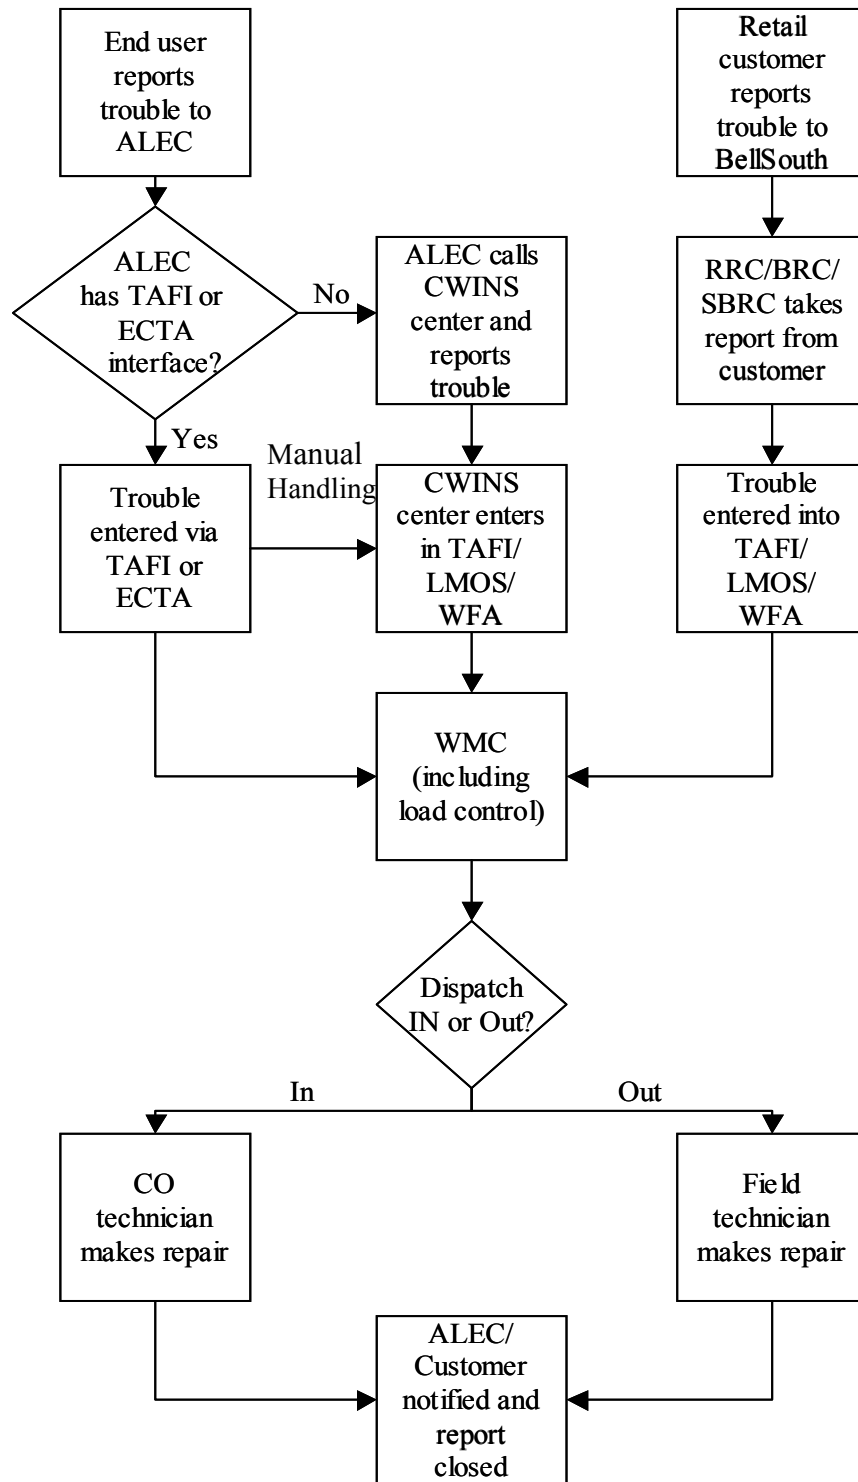 End user
reports
trouble to
ALEC
Retail
customer
reports
trouble to
BellSouth
ALEC
has TAFI or
ECTA
interface?
No
ALEC calls
CWINS
center and
reports
trouble
RRC/BRC/
SBRC takes
report from
customer
Yes
Manual
Handling
Trouble
entered via
TAFI or
ECTA
CWINS
center enters
in TAFI/
LMOS/
WFA
Trouble
entered into
TAFI/
LMOS/
WFA
WMC
(including
load control)
Dispatch
IN or Out?
In
Out
CO
technician
makes repair
Field
technician
makes repair
ALEC/
Customer
notified and
report
closed